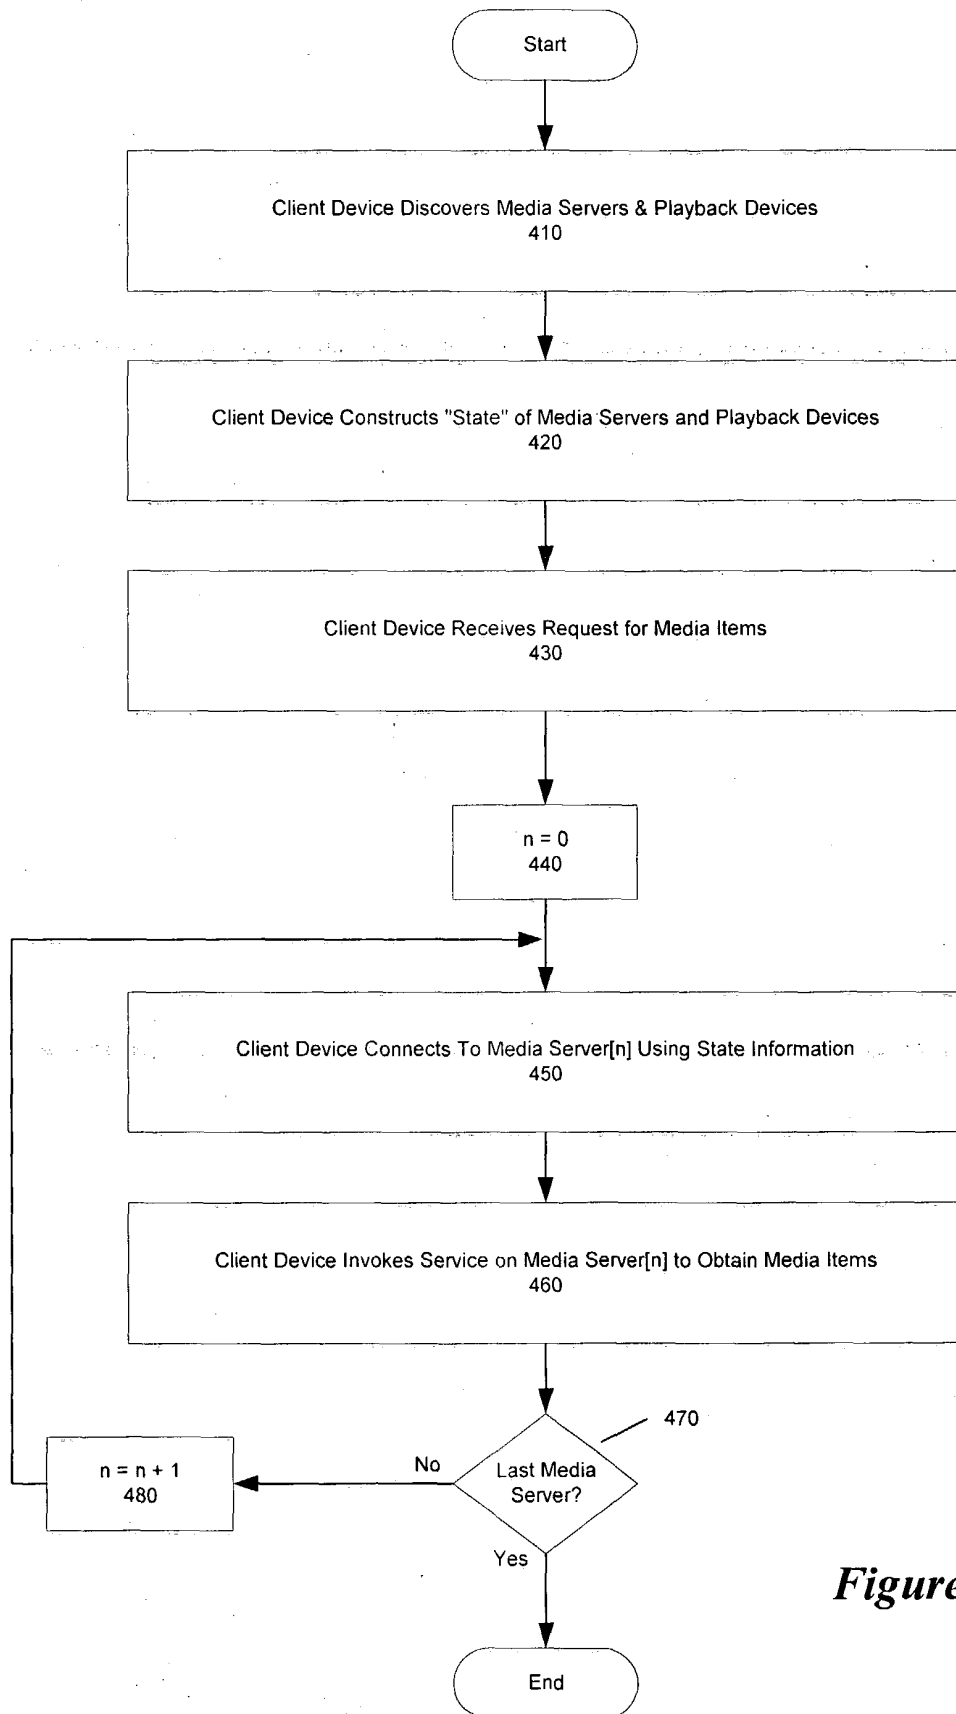 Start
Client Device Discovers Media Servers & Playback Devices
410
Client Device Constructs "State" of Media Servers and Playback Devices
420
Client Device Receives Request for Media Items
430
n = 0
440
Client Device Connects To Media Server[n] Using State Information
450
Client Device Invokes Service on Media Server[n] to Obtain Media Items
460
470
Last Media
Server?
No
n = n + 1
480
Yes
Figure
End